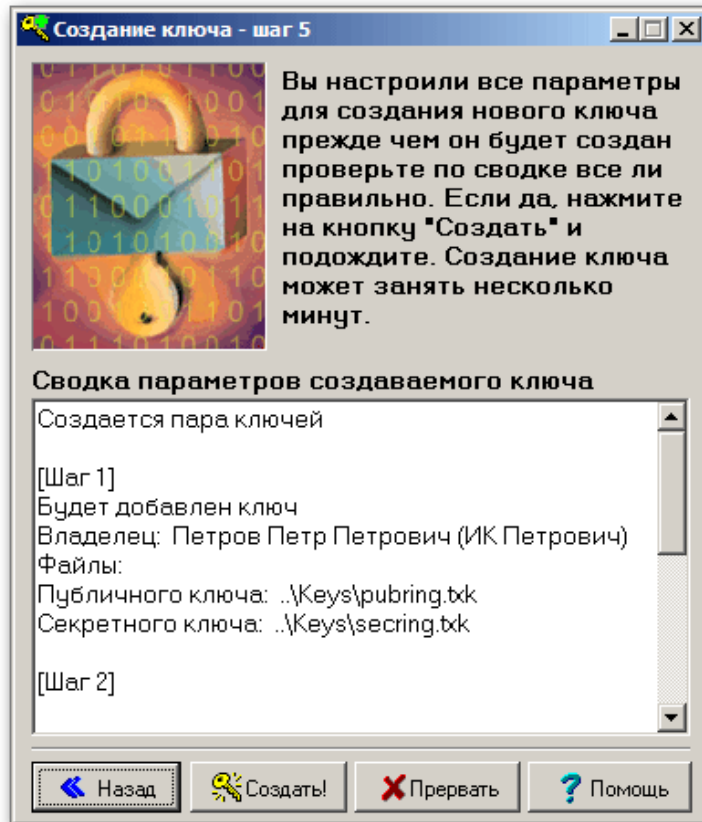 Создание ключа - шаг 5
Вы настроили все параметры
для создания нового ключа
прежде чем он будет создан
проверьте по сводке все ли
правильно. Если да, нажмите
на кнопку "Создать" и
подождите. Создание ключа
может занять несколько
минут.
Сводка параметров создаваемого ключа
Создается пара ключей
[Шаг 1]
Будет добавлен ключ
Владелец: Петров Петр Петрович (ИК Петрович)
Файлы:
Публичного ключа: ..\Keys\pubring.txk
Секретного ключа: ..\Keys\secring.txk
[Шаг 2]
Назад
Создать!
Прервать
Помощь